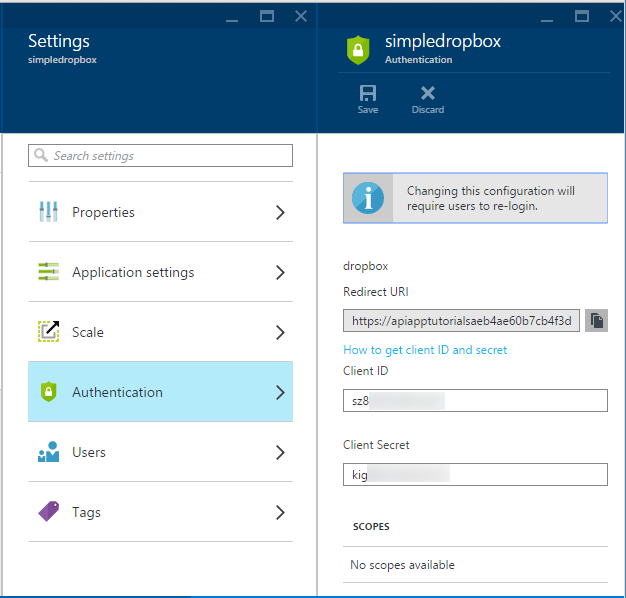 Settings
simpledropbox
Search settings
Properties
Application settings
Scale
Authentication
Users
Tags
simpledropbox
Authentication
Save
Discard
Changing this configuration will
require users to re-login.
dropbox
Redirect URI
https://apiapptutorialsaeb4ae60b7cb4f3d
How to get client ID and secret
Client ID
sz8
Client Secret
kig
SCOPES
No scopes available